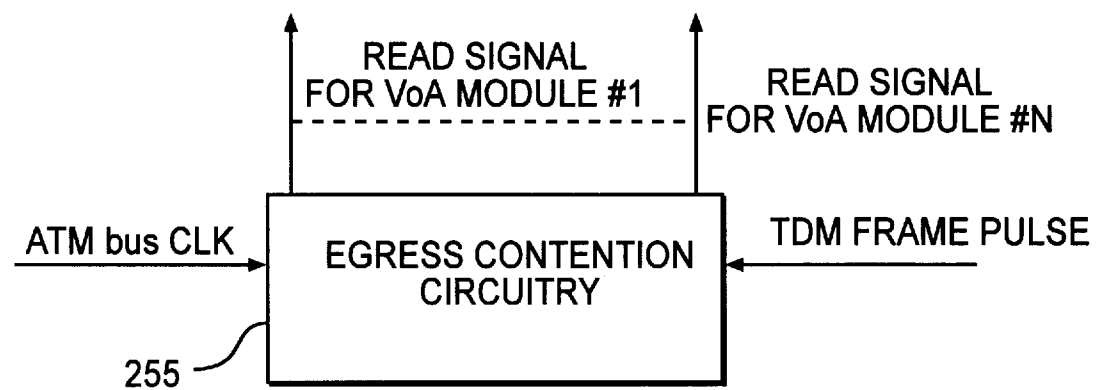 READ SIGNAL
FOR VoA MODULE #1
READ SIGNAL
FOR VoA MODULE #N
ATM bus CLK
EGRESS CONTENTION
CIRCUITRY
TDM FRAME PULSE
255